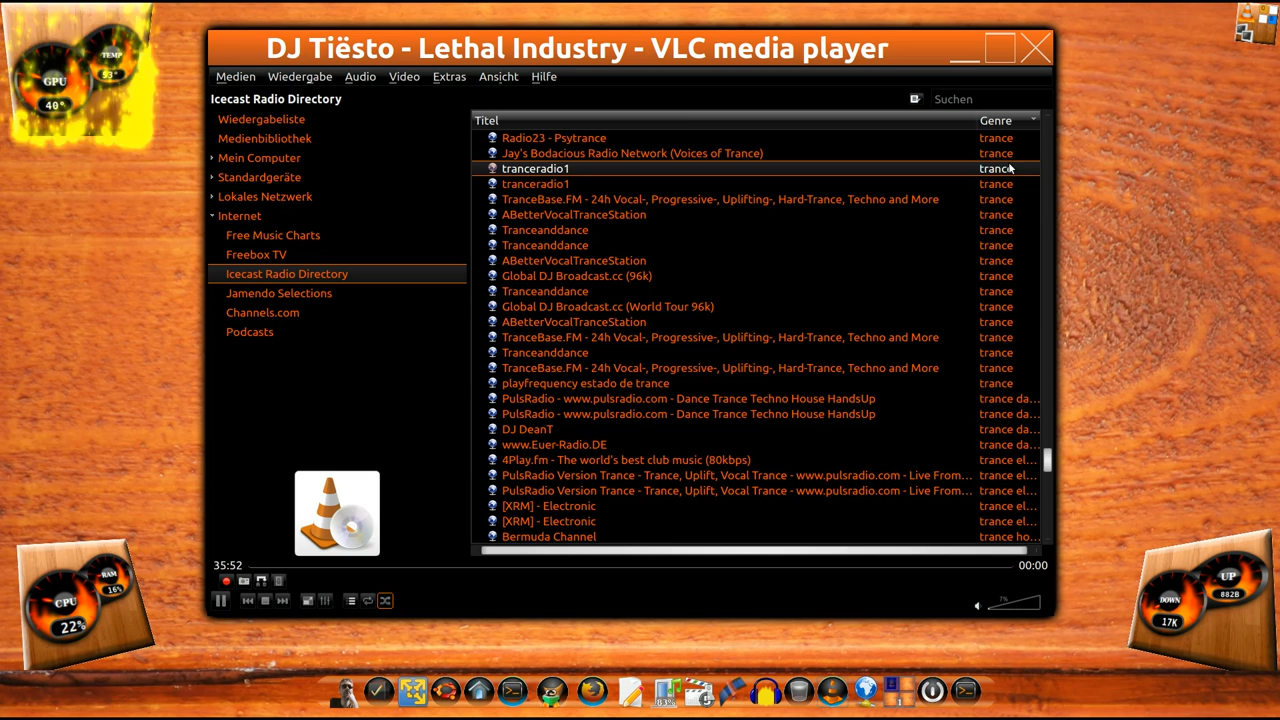 DJ Tiësto - Lethal Industry - VLC media player
Medien Wiedergabe Audio Video Extras Ansicht Hilfe
Icecast Radio Directory
Suchen
Wiedergabeliste
Medienbibliothek
Mein Computer
Standardgeräte
Lokales Netzwerk
Internet
Free Music Charts
Freebox TV
Icecast Radio Directory
Jamendo Selections
Channels.com
Podcasts
Titel Genre
Radio23 - Psytrance trance
Jay's Bodacious Radio Network (Voices of Trance) trance
tranceradio1 trance
tranceradio1 trance
TranceBase.FM - 24h Vocal-, Progressive-, Uplifting-, Hard-Trance, Techno and More trance
ABetterVocalTranceStation trance
Tranceanddance trance
Tranceanddance trance
ABetterVocalTranceStation trance
Global DJ Broadcast.cc (96k) trance
Tranceanddance trance
Global DJ Broadcast.cc (World Tour 96k) trance
ABetterVocalTranceStation trance
TranceBase.FM - 24h Vocal-, Progressive-, Uplifting-, Hard-Trance, Techno and More trance
Tranceanddance trance
TranceBase.FM - 24h Vocal-, Progressive-, Uplifting-, Hard-Trance, Techno and More trance
playfrequency estado de trance trance
PulsRadio - www.pulsradio.com - Dance Trance Techno House HandsUp trance da...
PulsRadio - www.pulsradio.com - Dance Trance Techno House HandsUp trance da...
DJ DeanT trance da...
www.Euer-Radio.DE trance da...
4Play.fm - The world's best club music (80kbps) trance el...
PulsRadio Version Trance - Trance, Uplift, Vocal Trance - www.pulsradio.com - Live From... trance el...
PulsRadio Version Trance - Trance, Uplift, Vocal Trance - www.pulsradio.com - Live From... trance el...
[XRM] - Electronic trance el...
[XRM] - Electronic trance el...
Bermuda Channel trance ho...
35:52 00:00
7%
GPU
40°
TEMP
53°
CPU
22%
RAM
16%
DOWN
17K
UP
882B
83%
1